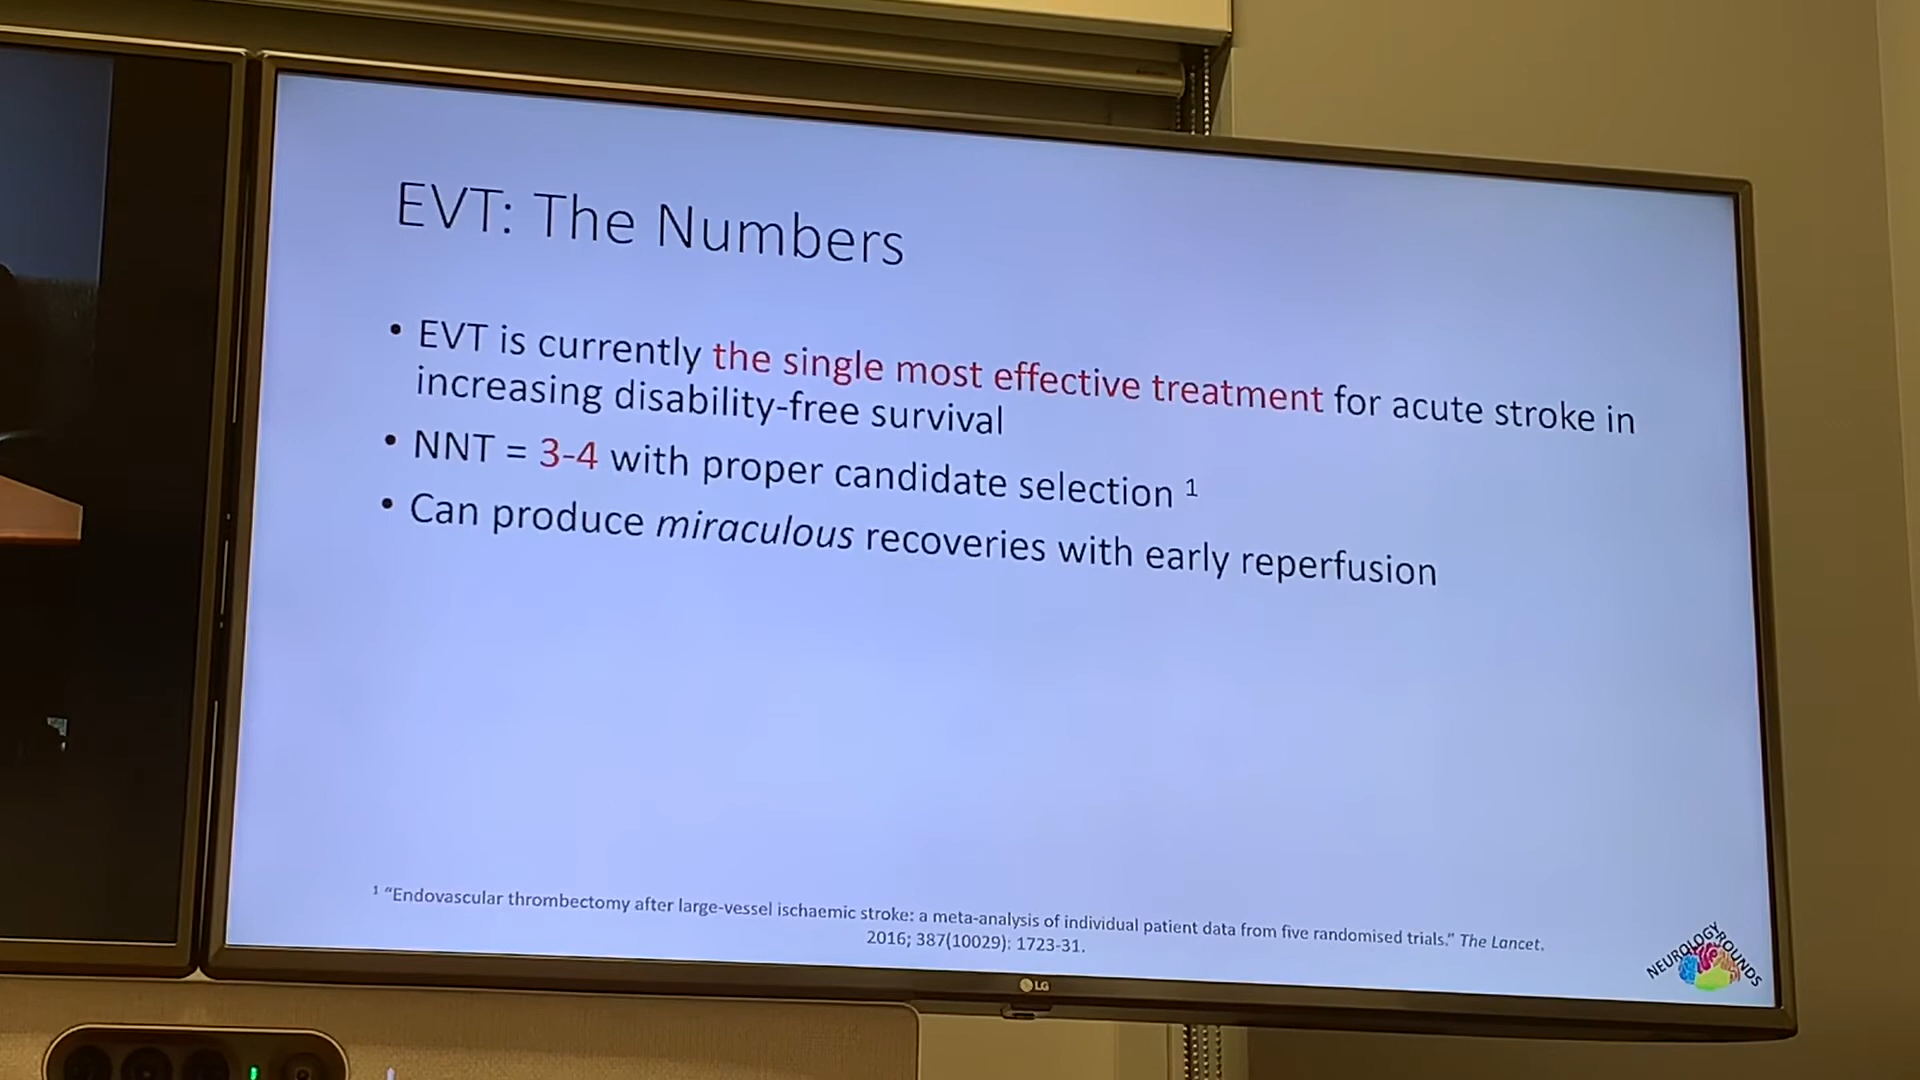 EVT: The Numbers
• EVT is currently the single most effective treatment for acute stroke in
increasing disability-free survival
• NNT = 3-4 with proper candidate selection ¹
• Can produce miraculous recoveries with early reperfusion
¹ “Endovascular thrombectomy after large-vessel ischaemic stroke: a meta-analysis of individual patient data from five randomised trials.” The Lancet.
2016; 387(10029): 1723-31.
NEUROLOGY ROUNDS
LG